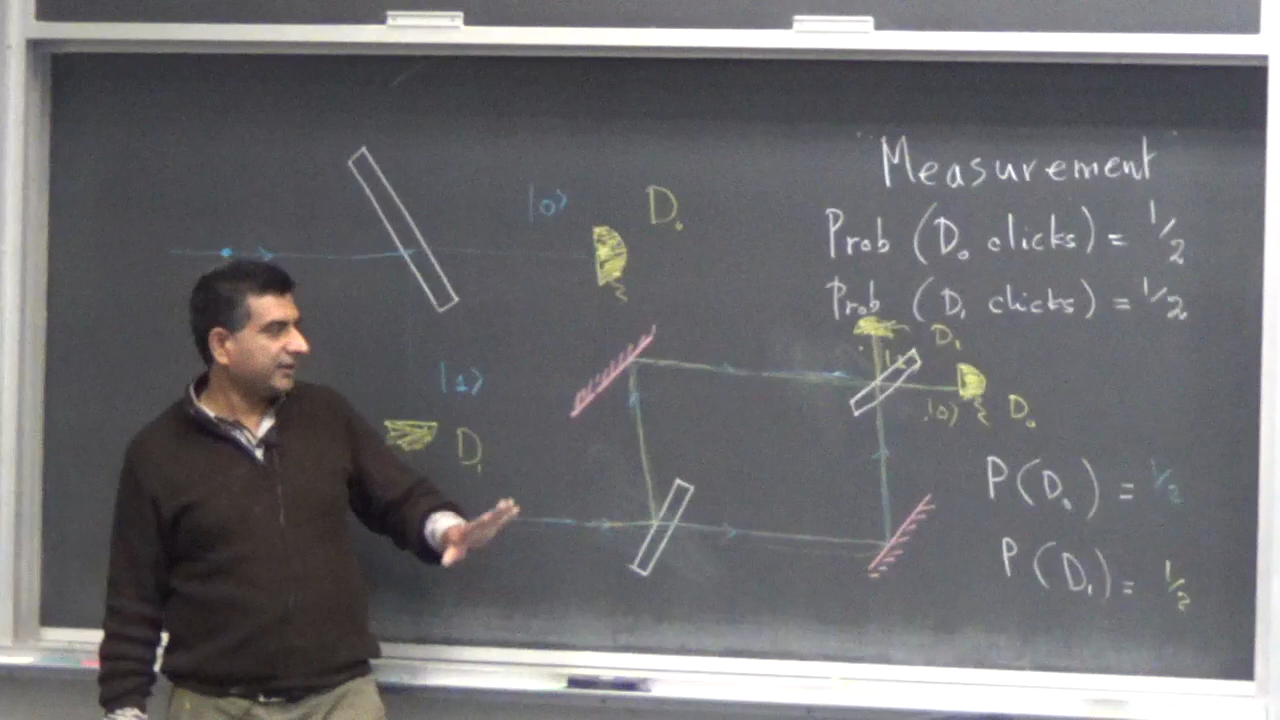 "Measurement"
|0⟩ D₀
Prob (D₀ clicks) = 1/2
Prob (D₁ clicks) = 1/2
D₁
|1⟩
|0⟩ D₀
D₁
P(D₀) = 1/2
P(D₁) = 1/2